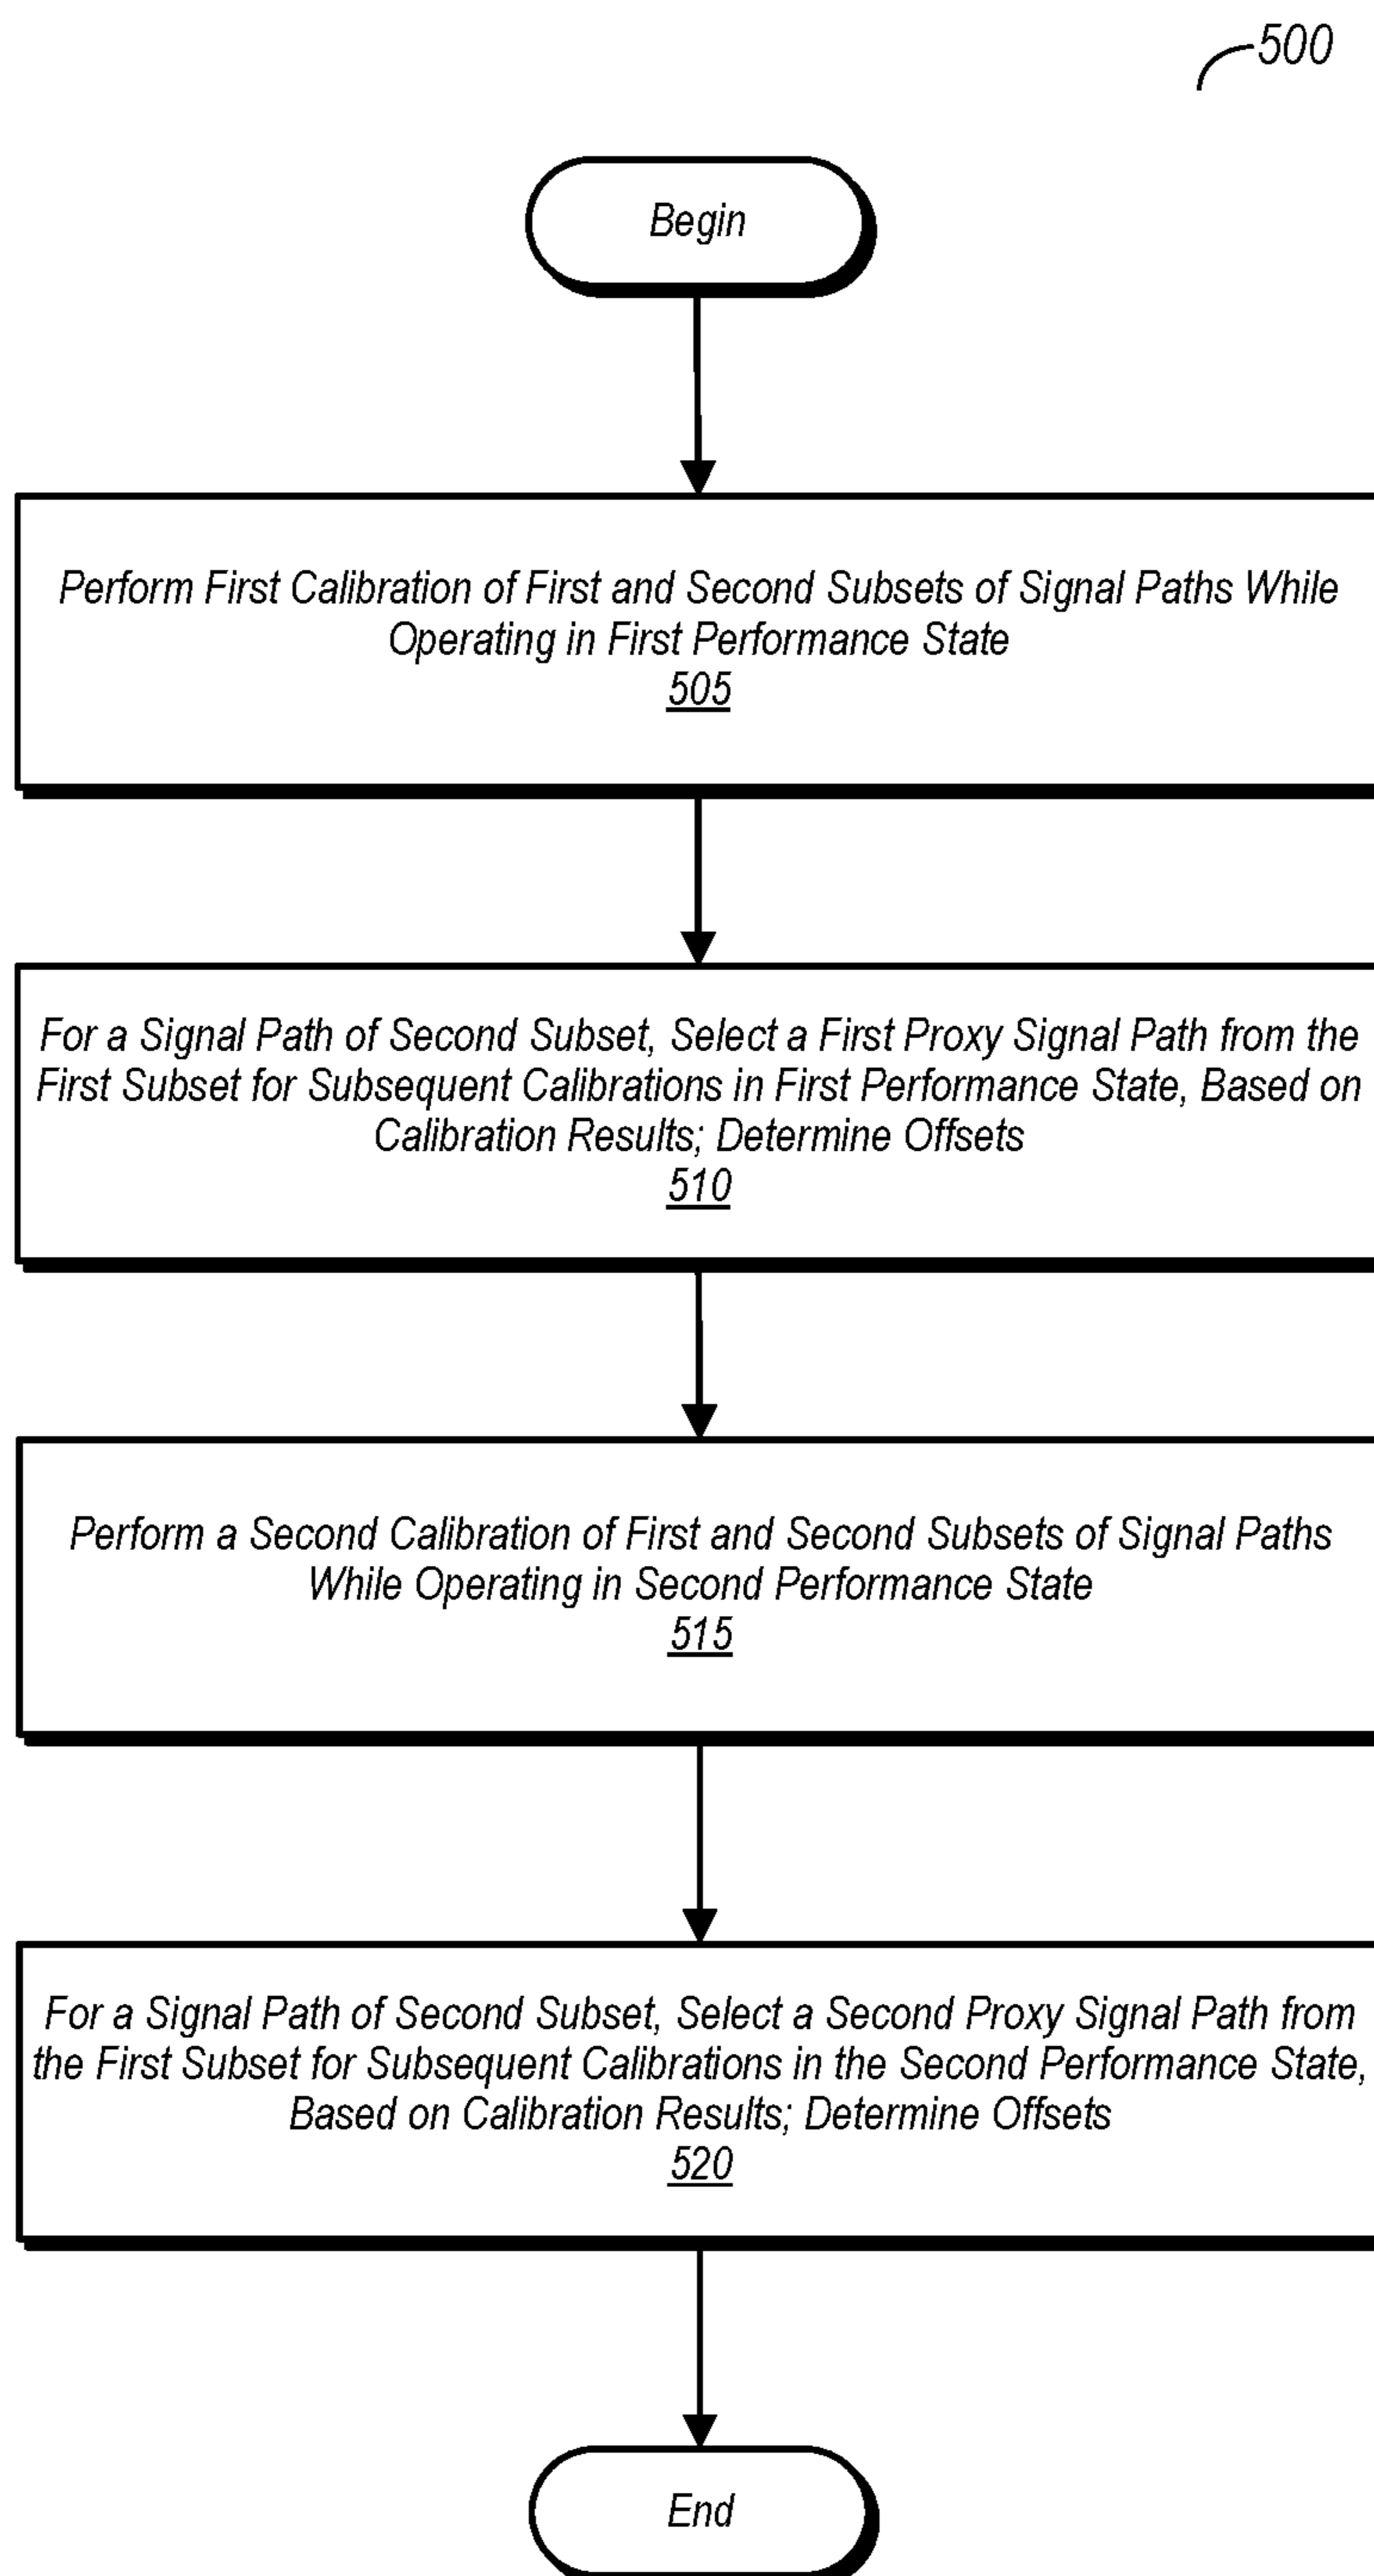 500
Begin
Perform First Calibration of First and Second Subsets of Signal Paths While
Operating in First Performance State
505
For a Signal Path of Second Subset, Select a First Proxy Signal Path from the
First Subset for Subsequent Calibrations in First Performance State, Based on
Calibration Results; Determine Offsets
510
Perform a Second Calibration of First and Second Subsets of Signal Paths
While Operating in Second Performance State
515
For a Signal Path of Second Subset, Select a Second Proxy Signal Path from
the First Subset for Subsequent Calibrations in the Second Performance State,
Based on Calibration Results; Determine Offsets
520
End